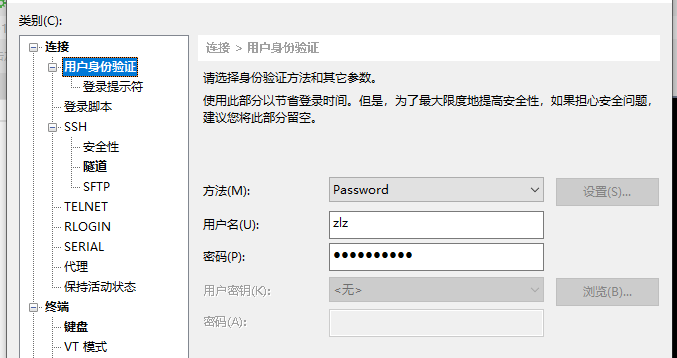 类别(C):
连接
用户身份验证
登录提示符
登录脚本
SSH
安全性
隧道
SFTP
TELNET
RLOGIN
SERIAL
代理
保持活动状态
终端
键盘
VT 模式
连接 > 用户身份验证
请选择身份验证方法和其它参数。
使用此部分以节省登录时间。但是，为了最大限度地提高安全性，如果担心安全问题，
建议您将此部分留空。
方法(M): Password 设置(S)...
用户名(U): zlz
密码(P): ●●●●●●●●●●
用户密钥(K): <无> 浏览(B)...
密码(A):